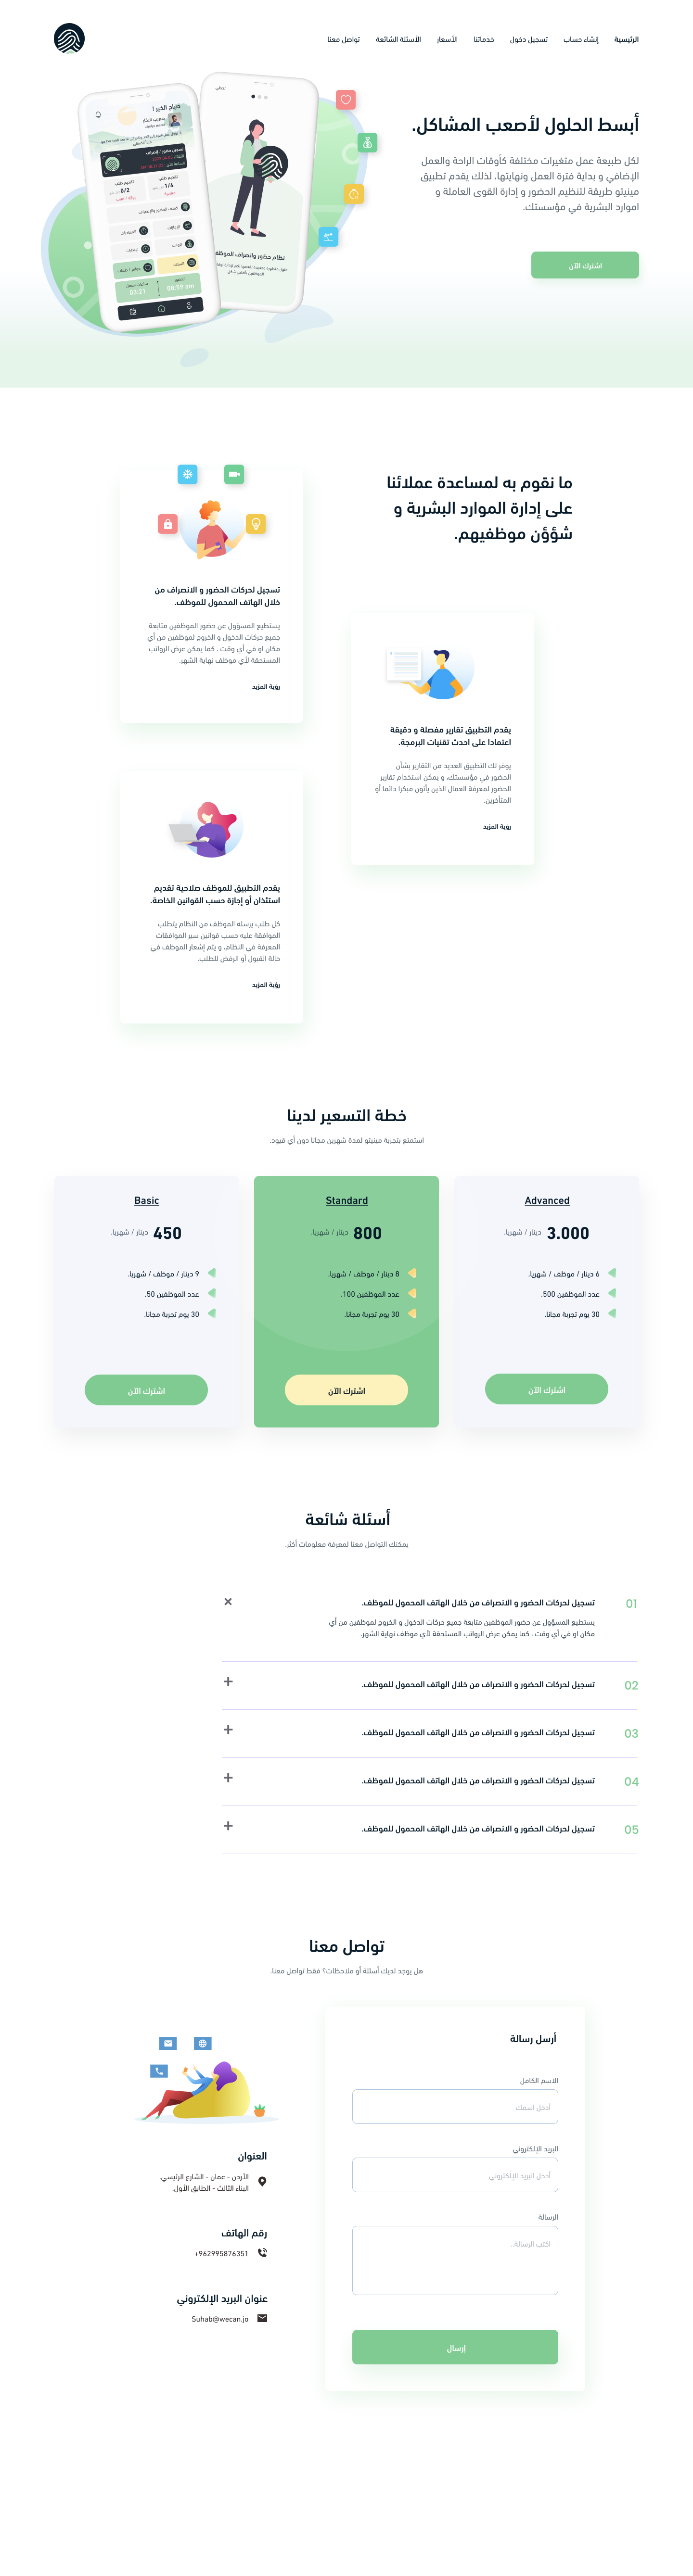 الرئيسية
إنشاء حساب
تسجيل دخول
خدماتنا
الأسعار
الأسئلة الشائعة
تواصل معنا
أبسط الحلول لأصعب المشاكل.
لكل طبيعة عمل متغيرات مختلفة كأوقات الراحة والعمل
الإضافي و بداية فترة العمل ونهايتها، لذلك يقدم تطبيق
مينيتو طريقة لتنظيم الحضور و إدارة القوى العاملة و
الموارد البشرية في مؤسستك.
اشترك الآن
صباح الخير !
نظام حضور وانصراف الموظف
08:59 am
03:21
ما نقوم به لمساعدة عملائنا
على إدارة الموارد البشرية و
شؤؤن موظفيهم.
تسجيل لحركات الحضور و الانصراف من
خلال الهاتف المحمول للموظف.
يستطيع المسؤول عن حضور الموظفين متابعة
جميع حركات الدخول و الخروج لموظفين من أي
مكان او في أي وقت ، كما يمكن عرض الرواتب
المستحقة لأي موظف نهاية الشهر.
رؤية المزيد
يقدم التطبيق تقارير مفصلة و دقيقة
اعتمادا على احدث تقنيات البرمجة.
يوفر لك التطبيق العديد من التقارير بشأن
الحضور في مؤسستك، و يمكن استخدام تقارير
الحضور لمعرفة العمال الذين يأتون مبكرا دائما أو
المتأخرين.
رؤية المزيد
يقدم التطبيق للموظف صلاحية تقديم
استئذان أو إجازة حسب القوانين الخاصة.
كل طلب يرسله الموظف من النظام يتطلب
الموافقة عليه حسب قوانين سير الموافقات
المعرفة في النظام، و يتم إشعار الموظف في
حالة القبول أو الرفض للطلب.
رؤية المزيد
خطة التسعير لدينا
استمتع بتجربة مينيتو لمدة شهرين مجانا دون أي قيود.
Advanced
3.000 دينار / شهريا.
6 دينار / موظف / شهريا.
عدد الموظفين 500.
30 يوم تجربة مجانا.
اشترك الآن
Standard
800 دينار / شهريا.
8 دينار / موظف / شهريا.
عدد الموظفين 100.
30 يوم تجربة مجانا.
اشترك الآن
Basic
450 دينار / شهريا.
9 دينار / موظف / شهريا.
عدد الموظفين 50.
30 يوم تجربة مجانا.
اشترك الآن
أسئلة شائعة
يمكنك التواصل معنا لمعرفة معلومات أكثر.
01 تسجيل لحركات الحضور و الانصراف من خلال الهاتف المحمول للموظف.
يستطيع المسؤول عن حضور الموظفين متابعة جميع حركات الدخول و الخروج لموظفين من أي
مكان او في أي وقت ، كما يمكن عرض الرواتب المستحقة لأي موظف نهاية الشهر.
02 تسجيل لحركات الحضور و الانصراف من خلال الهاتف المحمول للموظف.
03 تسجيل لحركات الحضور و الانصراف من خلال الهاتف المحمول للموظف.
04 تسجيل لحركات الحضور و الانصراف من خلال الهاتف المحمول للموظف.
05 تسجيل لحركات الحضور و الانصراف من خلال الهاتف المحمول للموظف.
تواصل معنا
هل يوجد لديك أسئلة أو ملاحظات؟ فقط تواصل معنا.
أرسل رسالة
الاسم الكامل
أدخل اسمك
البريد الإلكتروني
أدخل البريد الإلكتروني
الرسالة
اكتب الرسالة..
إرسال
العنوان
الأردن - عمان - الشارع الرئيسي.
البناء الثالث - الطابق الأول.
رقم الهاتف
+962995876351
عنوان البريد الإلكتروني
Suhab@wecan.jo